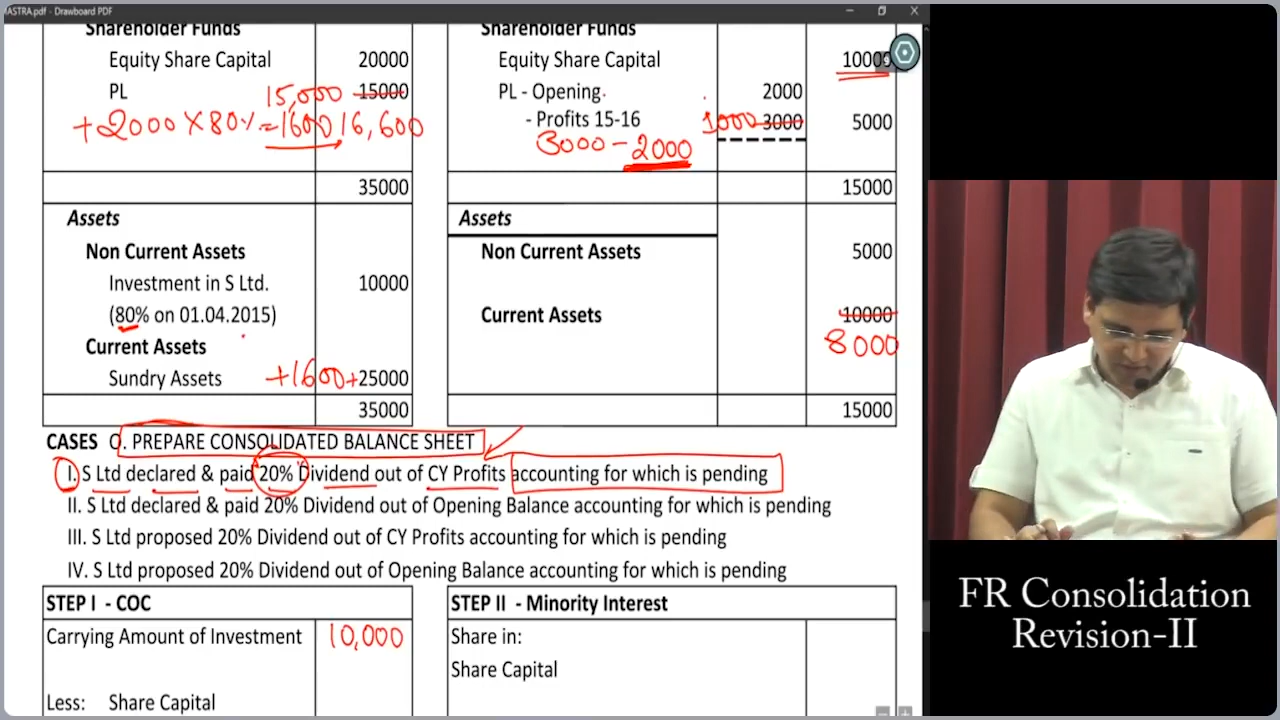 IASTRA.pdf - Drawboard PDF
Shareholder Funds
Equity Share Capital 20000
PL 15,000 15000
+2000 X 80% = 1600 16,600
35000
Assets
Non Current Assets
Investment in S Ltd. 10000
(80% on 01.04.2015)
Current Assets
Sundry Assets +1600+ 25000
35000
Shareholder Funds
Equity Share Capital 10000
PL - Opening 2000
- Profits 15-16 1000 3000 5000
3000 - 2000
15000
Assets
Non Current Assets 5000
Current Assets 10000
8000
15000
CASES O. PREPARE CONSOLIDATED BALANCE SHEET
I. S Ltd declared & paid 20% Dividend out of CY Profits accounting for which is pending
II. S Ltd declared & paid 20% Dividend out of Opening Balance accounting for which is pending
III. S Ltd proposed 20% Dividend out of CY Profits accounting for which is pending
IV. S Ltd proposed 20% Dividend out of Opening Balance accounting for which is pending
STEP I - COC
Carrying Amount of Investment 10,000
Less: Share Capital
STEP II - Minority Interest
Share in:
Share Capital
FR Consolidation
Revision-II